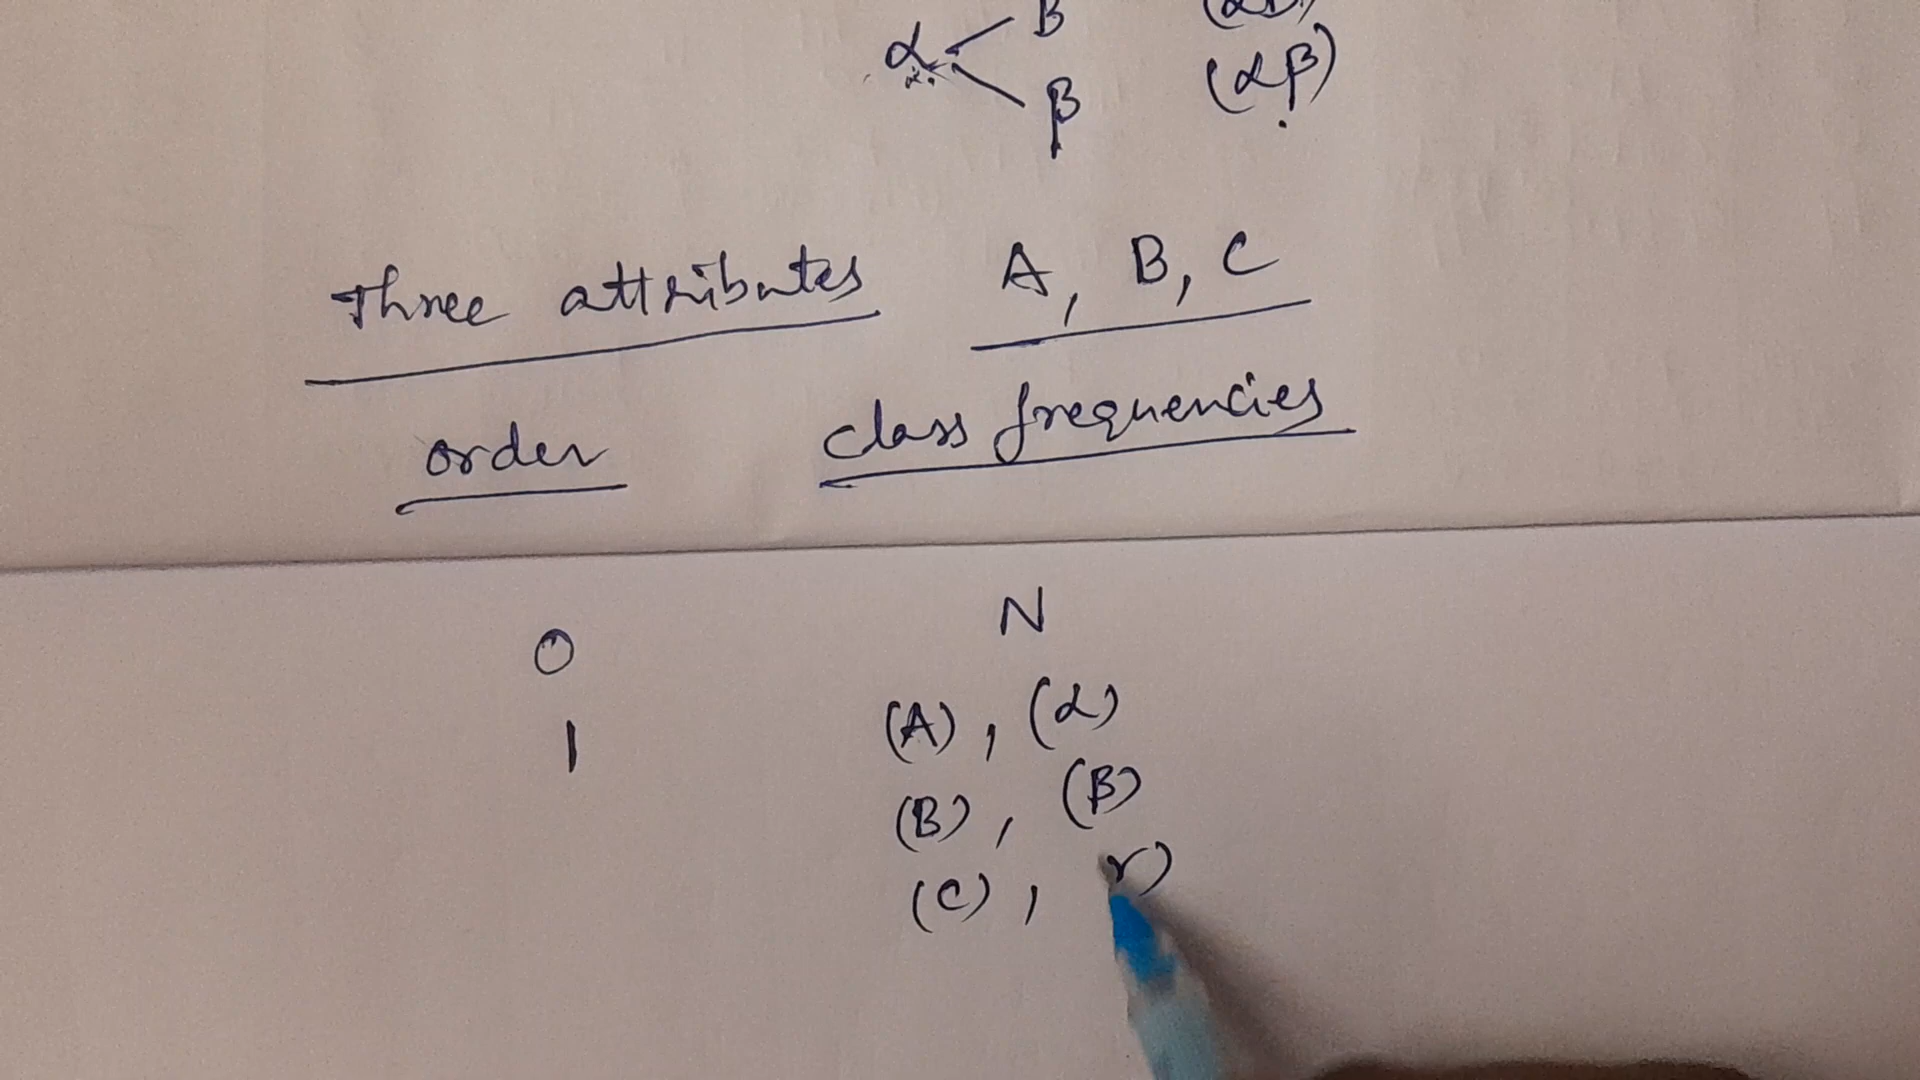 B (αB)
α
β (αβ)
Three attributes A, B, C
order class frequencies
0 N
1 (A), (α)
(B), (β)
(C), γ)